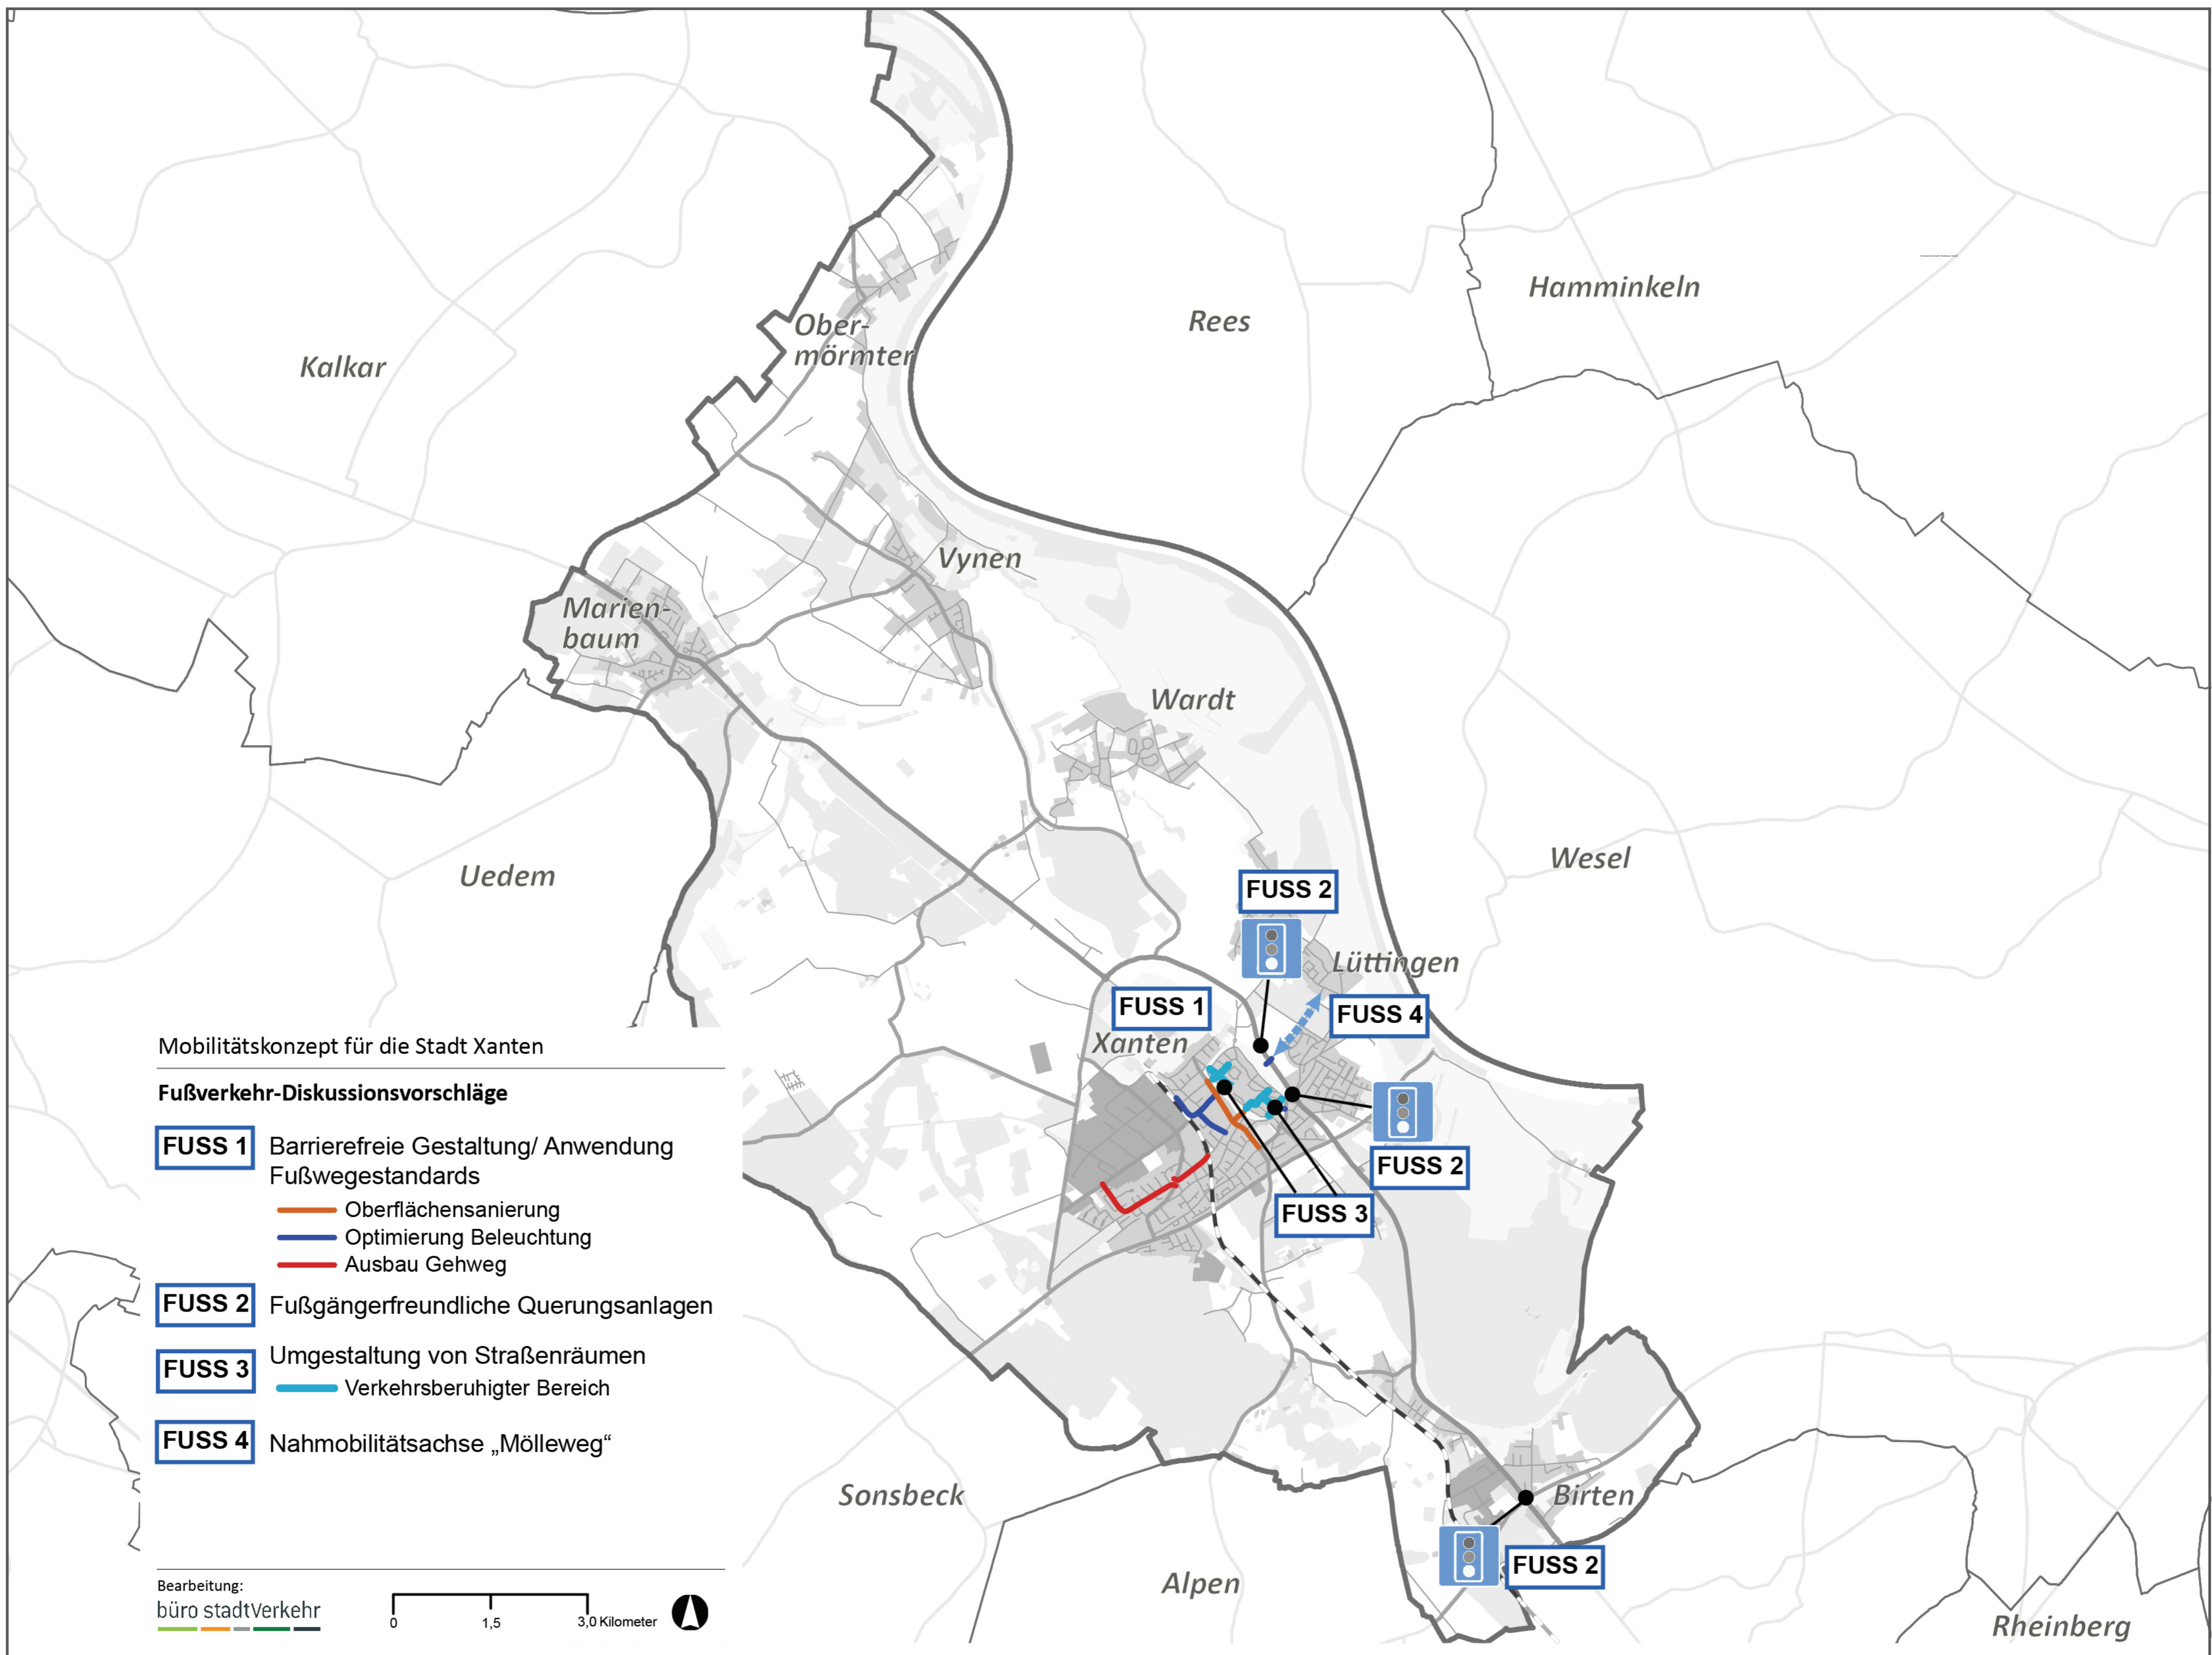 Hamminkeln
Rees
Ober-
mörmter
Kalkar
Vynen
Marien-
baum
Wardt
Wesel
Uedem
FUSS 2
Lüttingen
FUSS 1
FUSS 4
Xanten
FUSS 2
FUSS 3
Mobilitätskonzept für die Stadt Xanten
Fußverkehr-Diskussionsvorschläge
FUSS 1 Barrierefreie Gestaltung/ Anwendung
Fußwegestandards
Oberflächensanierung
Optimierung Beleuchtung
Ausbau Gehweg
FUSS 2 Fußgängerfreundliche Querungsanlagen
FUSS 3 Umgestaltung von Straßenräumen
Verkehrsberuhigter Bereich
FUSS 4 Nahmobilitätsachse „Mölleweg“
Sonsbeck
Birten
FUSS 2
Alpen
Rheinberg
Bearbeitung:
büro stadtVerkehr
0 1,5 3,0 Kilometer